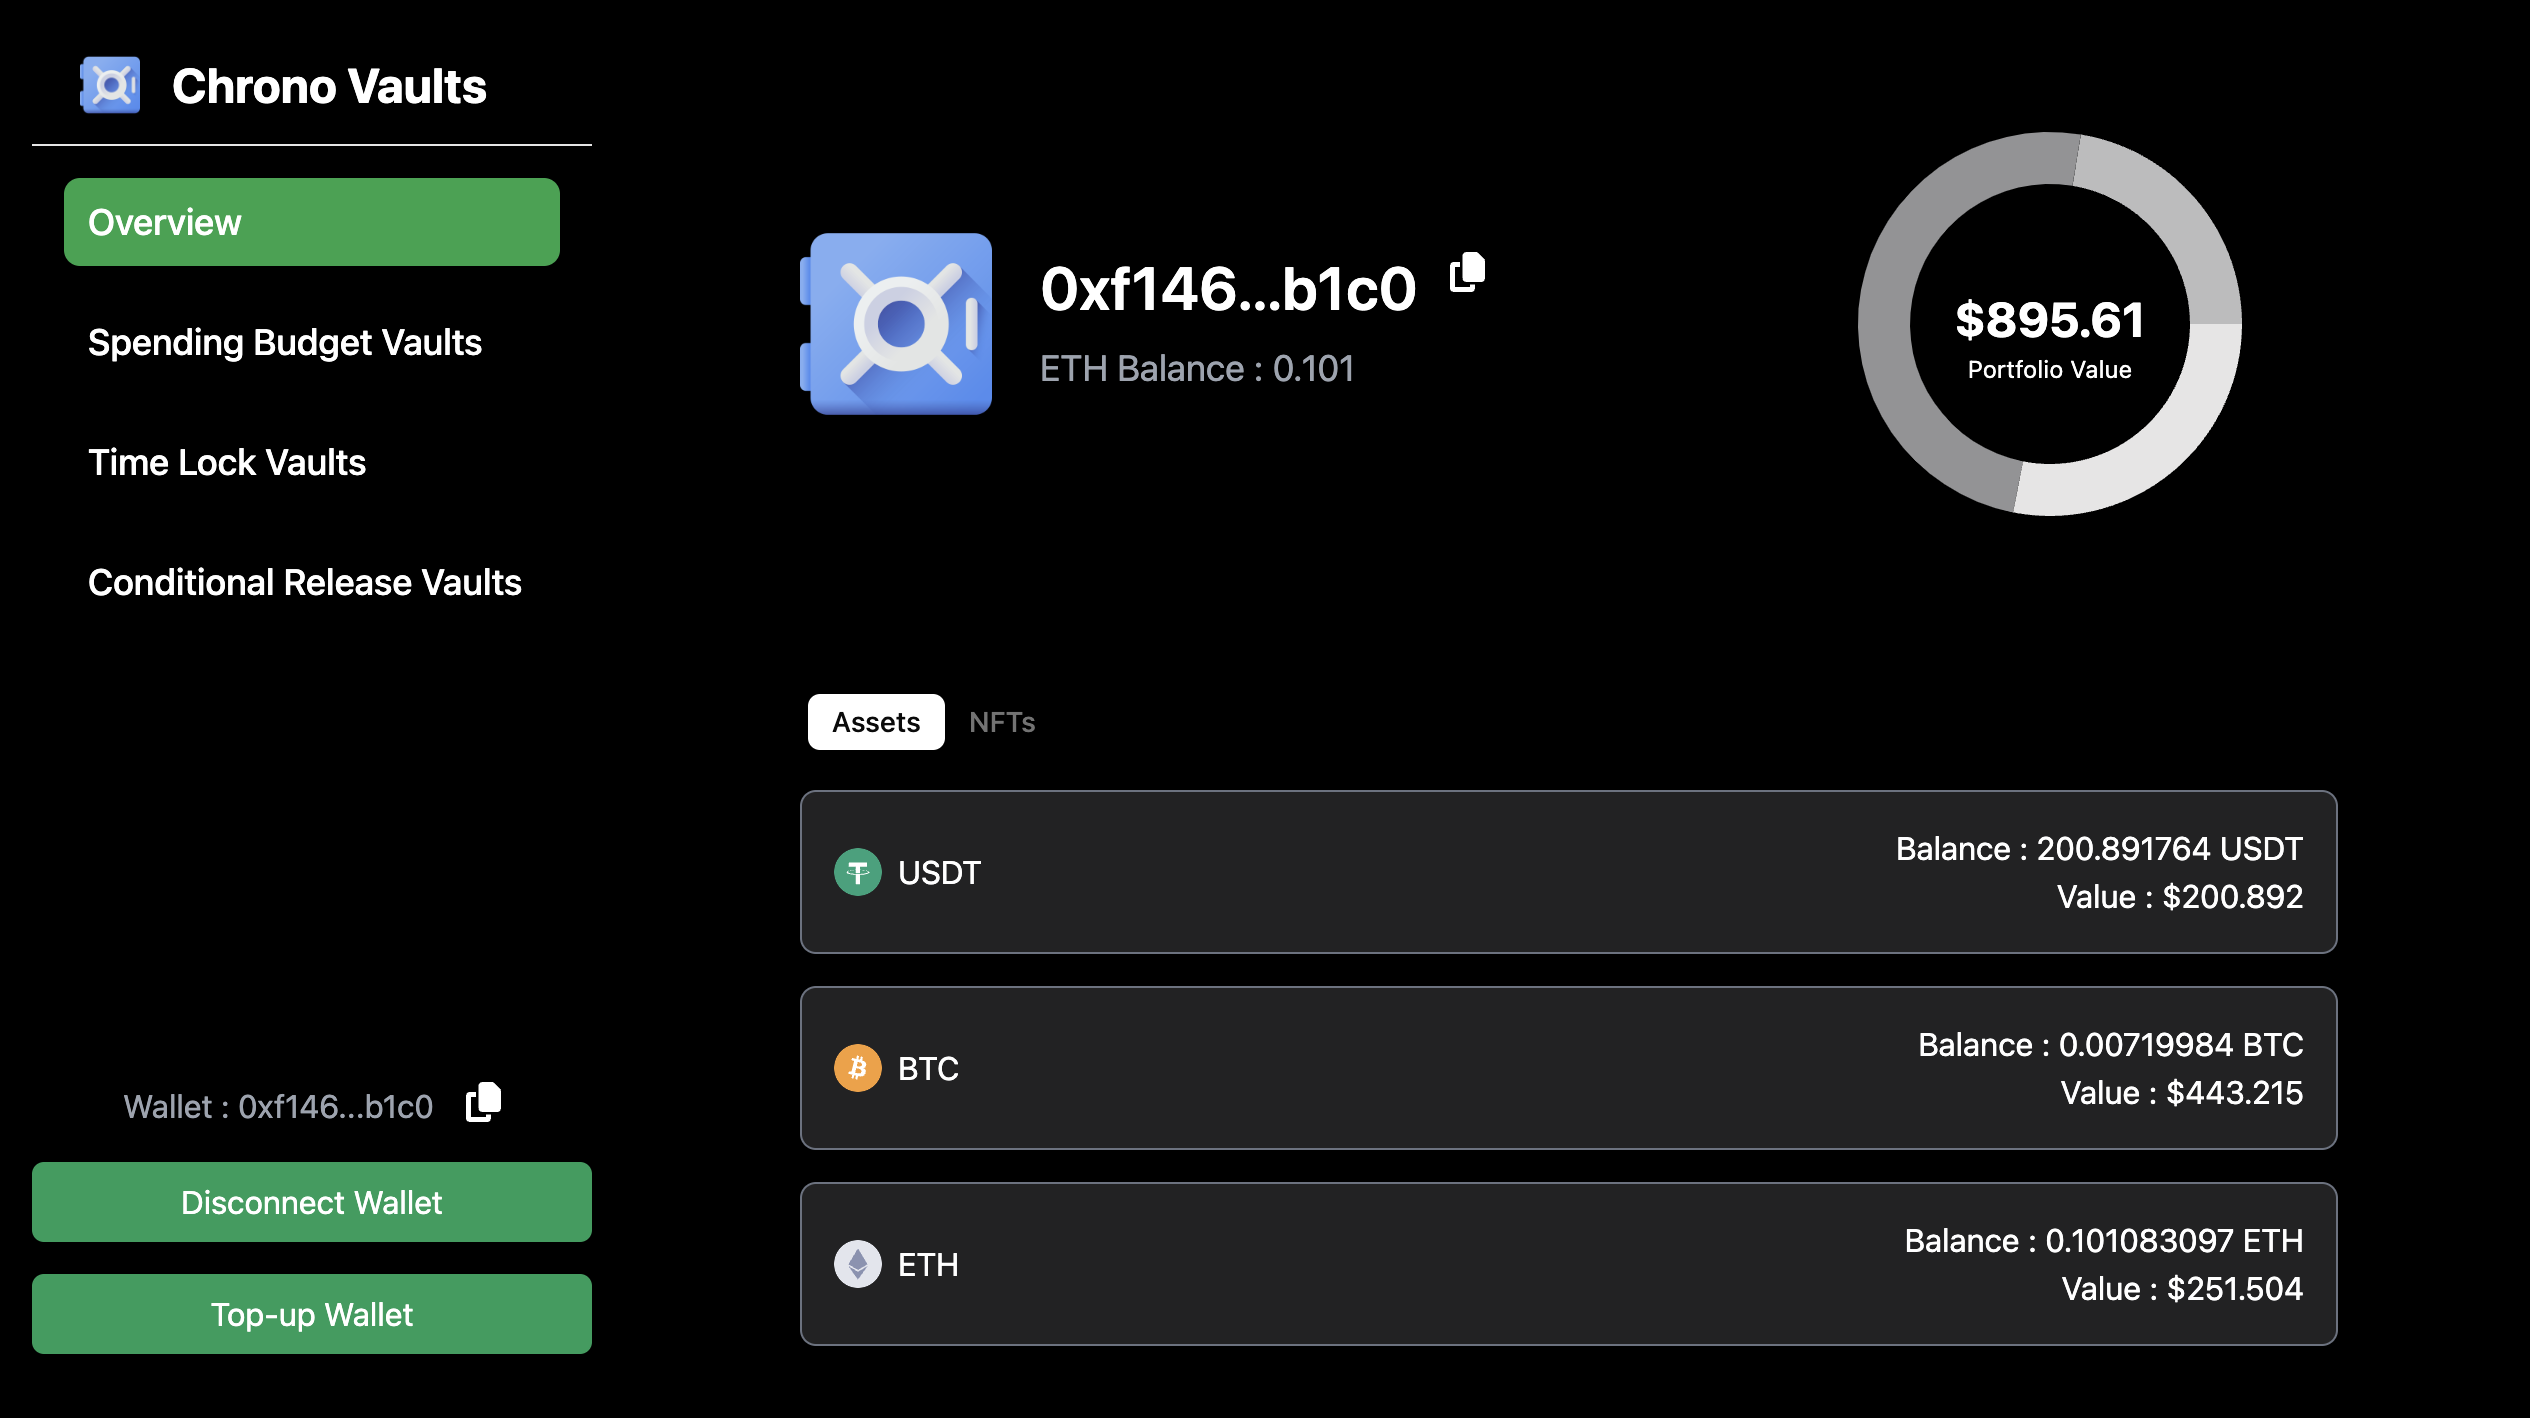 Chrono Vaults
Overview
Spending Budget Vaults
Time Lock Vaults
Conditional Release Vaults
Wallet : 0xf146...b1c0
Disconnect Wallet
Top-up Wallet
0xf146...b1c0
ETH Balance : 0.101
$895.61
Portfolio Value
Assets
NFTs
USDT
Balance : 200.891764 USDT
Value : $200.892
BTC
Balance : 0.00719984 BTC
Value : $443.215
ETH
Balance : 0.101083097 ETH
Value : $251.504